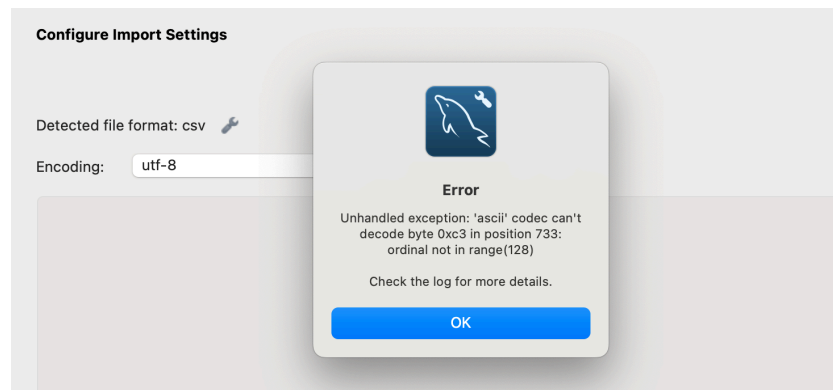 Configure Import Settings
Detected file format: csv
Encoding: utf-8
Error
Unhandled exception: 'ascii' codec can't
decode byte 0xc3 in position 733:
ordinal not in range(128)
Check the log for more details.
OK